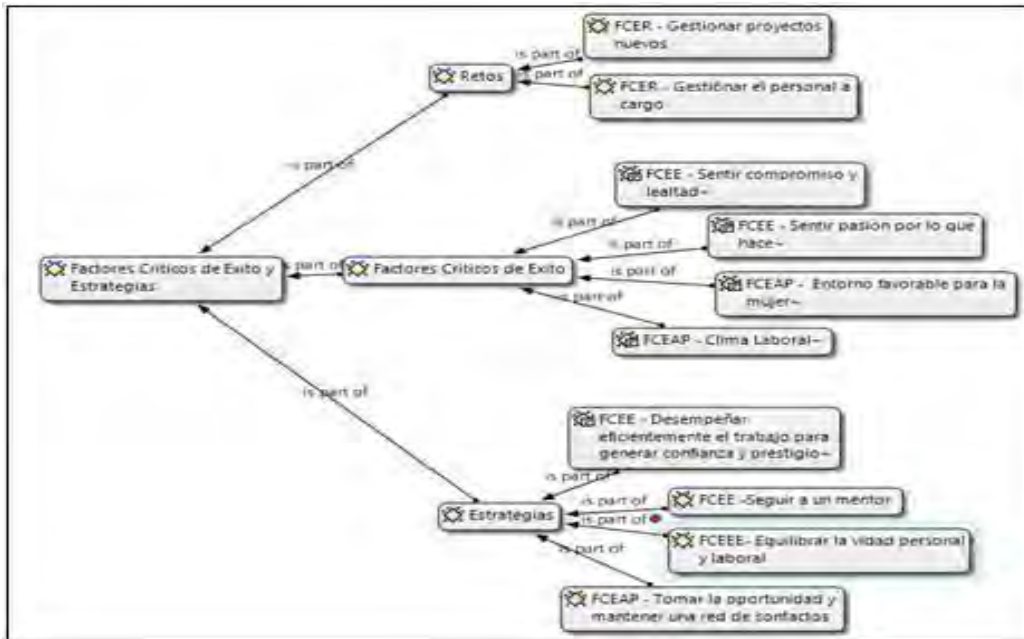 FCER - Gestionar proyectos
nuevos
is part of
Retos
is part of
FCER - Gestionar el personal a
cargo
is part of
FCEE - Sentir compromiso y
lealtad~
is part of
FCEE - Sentir pasión por lo que
hace~
is part of
Factores Criticos de Exito y
Estrategias
is part of
Factores Criticos de Exito
is part of
FCEAP - Entorno favorable para la
mujer~
is part of
FCEAP - Clima Laboral~
is part of
FCEE - Desempeñar
eficientemente el trabajo para
generar confianza y prestigio~
is part of
FCEE -Seguir a un mentor
is part of
Estrategias
is part of
FCEEE- Equilibrar la vidad personal
y laboral
is part of
FCEAP - Tomar la oportunidad y
mantener una red de sonfactos